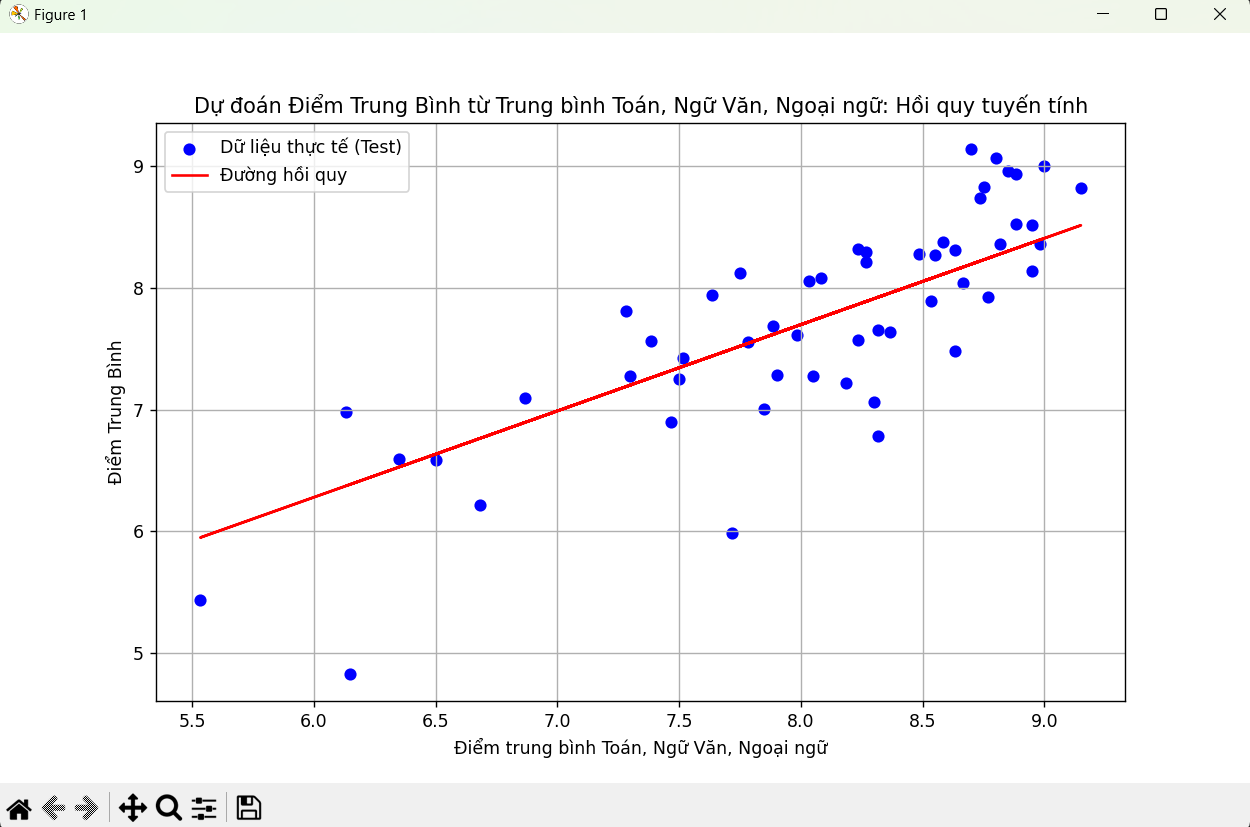 Figure 1
Dự đoán Điểm Trung Bình từ Trung bình Toán, Ngữ Văn, Ngoại ngữ: Hồi quy tuyến tính
Dữ liệu thực tế (Test)
Đường hồi quy
9
8
7
6
5
Điểm Trung Bình
5.5 6.0 6.5 7.0 7.5 8.0 8.5 9.0
Điểm trung bình Toán, Ngữ Văn, Ngoại ngữ